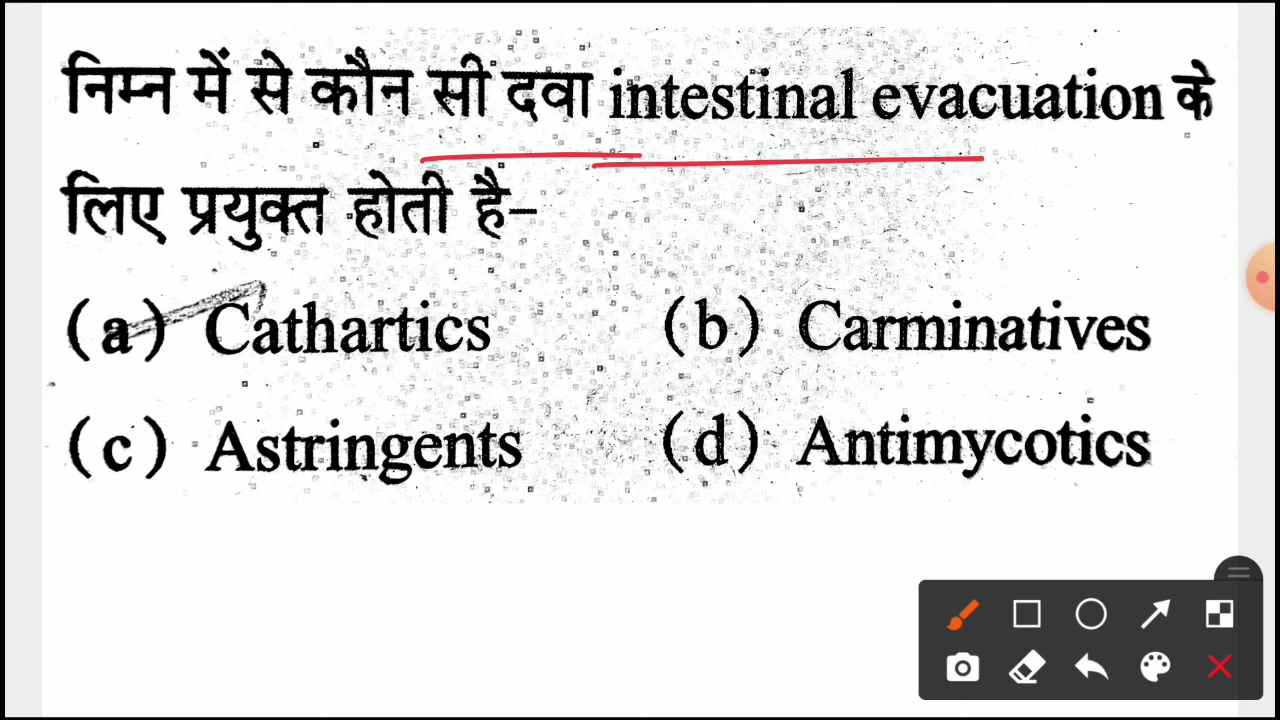 निम्न में से कौन सी दवा intestinal evacuation के
लिए प्रयुक्त होती है-
(a) Cathartics (b) Carminatives
(c) Astringents (d) Antimycotics